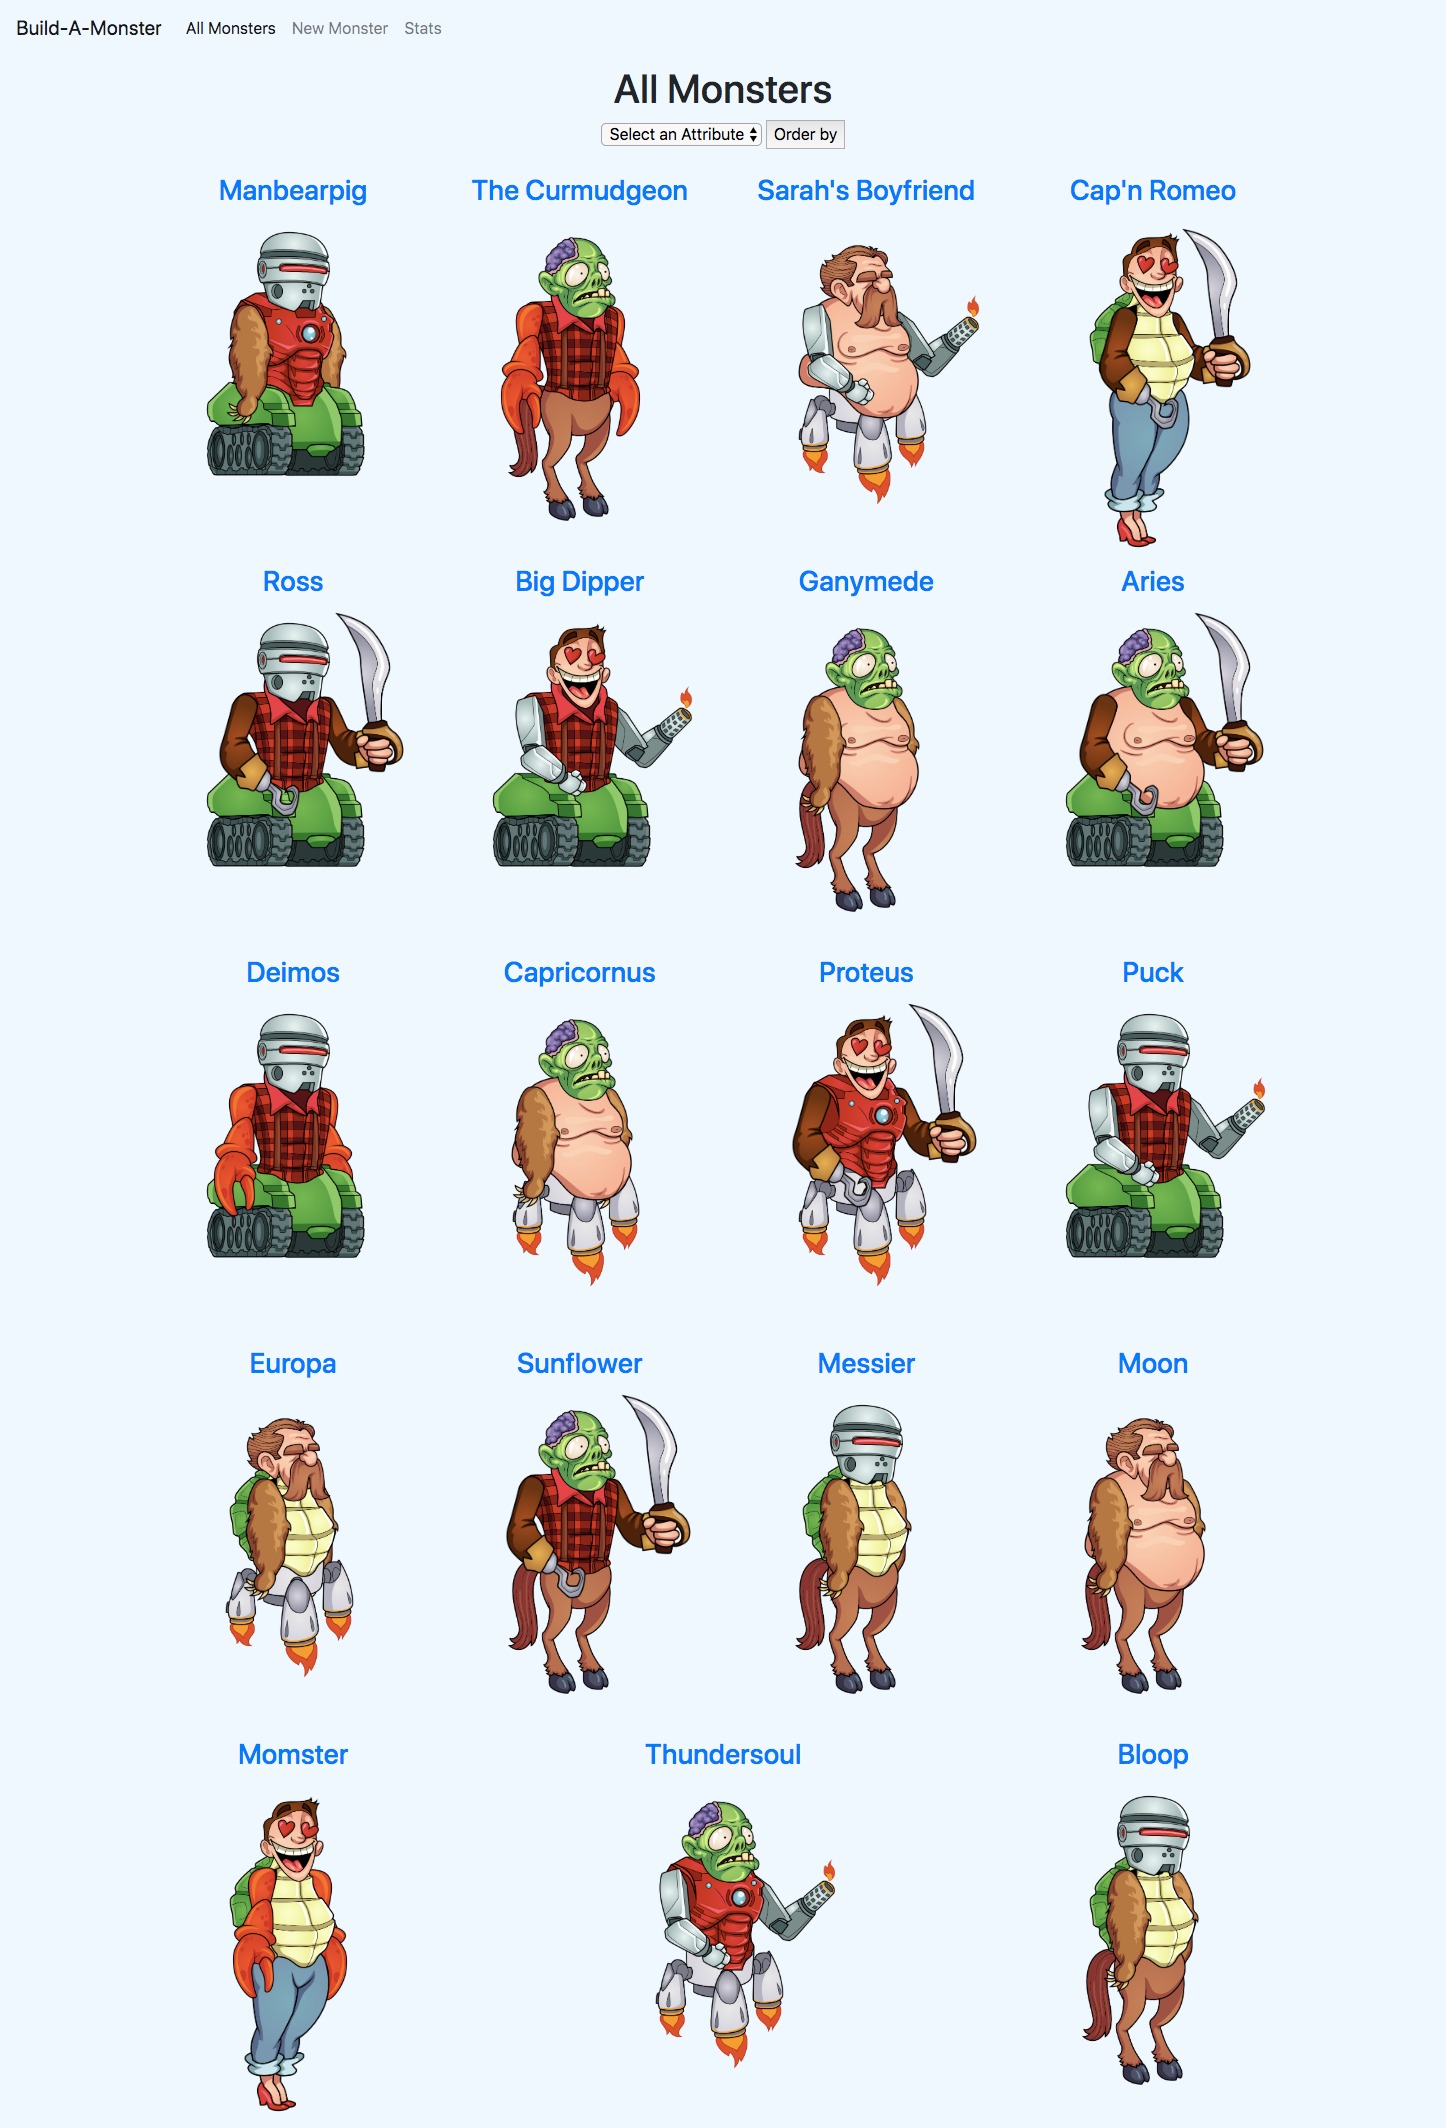 Build-A-Monster All Monsters New Monster Stats
All Monsters
Select an Attribute Order by
Manbearpig The Curmudgeon Sarah's Boyfriend Cap'n Romeo
Ross Big Dipper Ganymede Aries
Deimos Capricornus Proteus Puck
Europa Sunflower Messier Moon
Momster Thundersoul Bloop